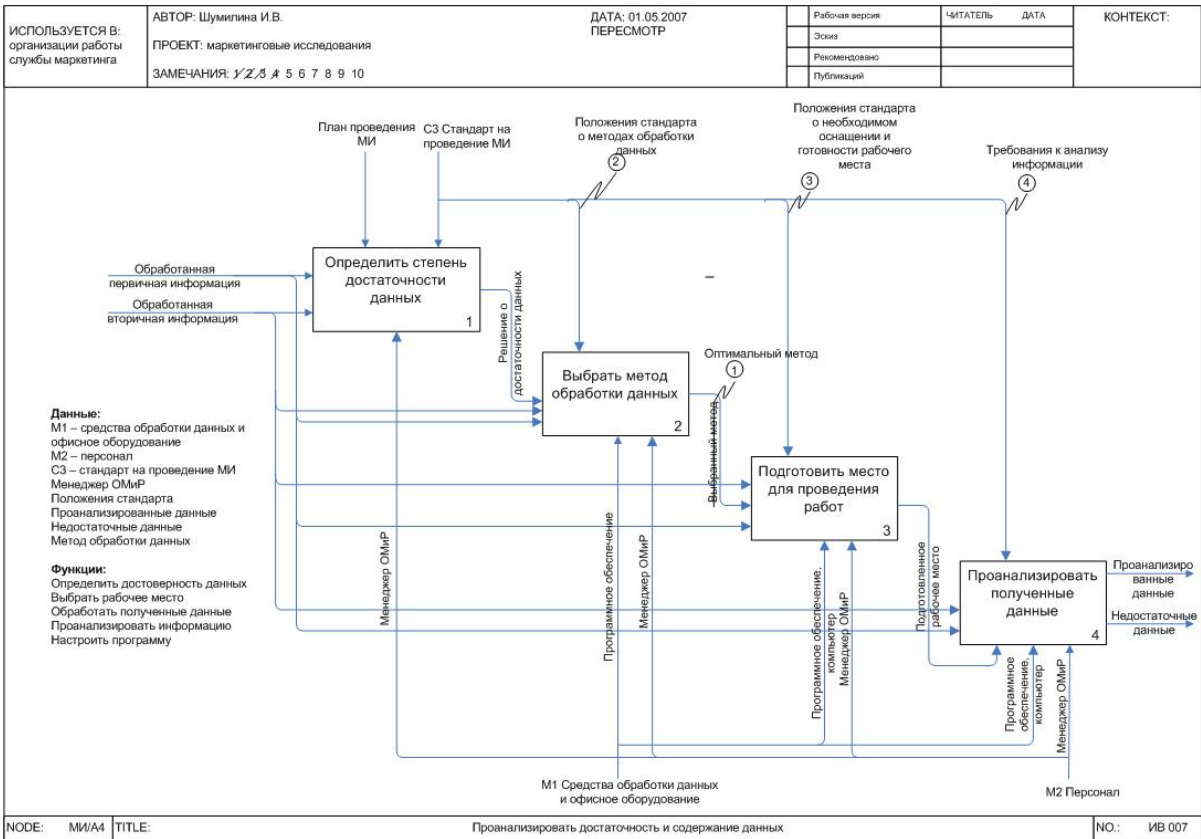 ИСПОЛЬЗУЕТСЯ В:
организации работы
службы маркетинга
АВТОР: Шумилина И.В.
ПРОЕКТ: маркетинговые исследования
ЗАМЕЧАНИЯ: 1 2 3 4 5 6 7 8 9 10
ДАТА: 01.05.2007
ПЕРЕСМОТР
Рабочая версия
Эскиз
Рекомендовано
Публикаций
ЧИТАТЕЛЬ ДАТА
КОНТЕКСТ:
План проведения
МИ
С3 Стандарт на
проведение МИ
Положения стандарта
о методах обработки
данных
2
Положения стандарта
о необходимом
оснащении и
готовности рабочего
места
3
Требования к анализу
информации
4
Обработанная
первичная информация
Обработанная
вторичная информация
Определить степень
достаточности
данных
1
Решение о
достаточности данных
Выбрать метод
обработки данных
2
Оптимальный метод
1
Выбранный метод
Подготовить место
для проведения
работ
3
Подготовленное
рабочее место
Проанализировать
полученные
данные
4
Проанализиро
ванные
данные
Недостаточные
данные
Данные:
М1 – средства обработки данных и
офисное оборудование
М2 – персонал
С3 – стандарт на проведение МИ
Менеджер ОМиР
Положения стандарта
Проанализированные данные
Недостаточные данные
Метод обработки данных
Функции:
Определить достоверность данных
Выбрать рабочее место
Обработать полученные данные
Проанализировать информацию
Настроить программу
Менеджер ОМиР
Программное обеспечение
Менеджер ОМиР
Программное обеспечение,
компьютер
Менеджер ОМиР
Программное
обеспечение,
компьютер
Менеджер ОМиР
М1 Средства обработки данных
и офисное оборудование
М2 Персонал
NODE: МИ/А4
TITLE:
Проанализировать достаточность и содержание данных
NO.: ИВ 007